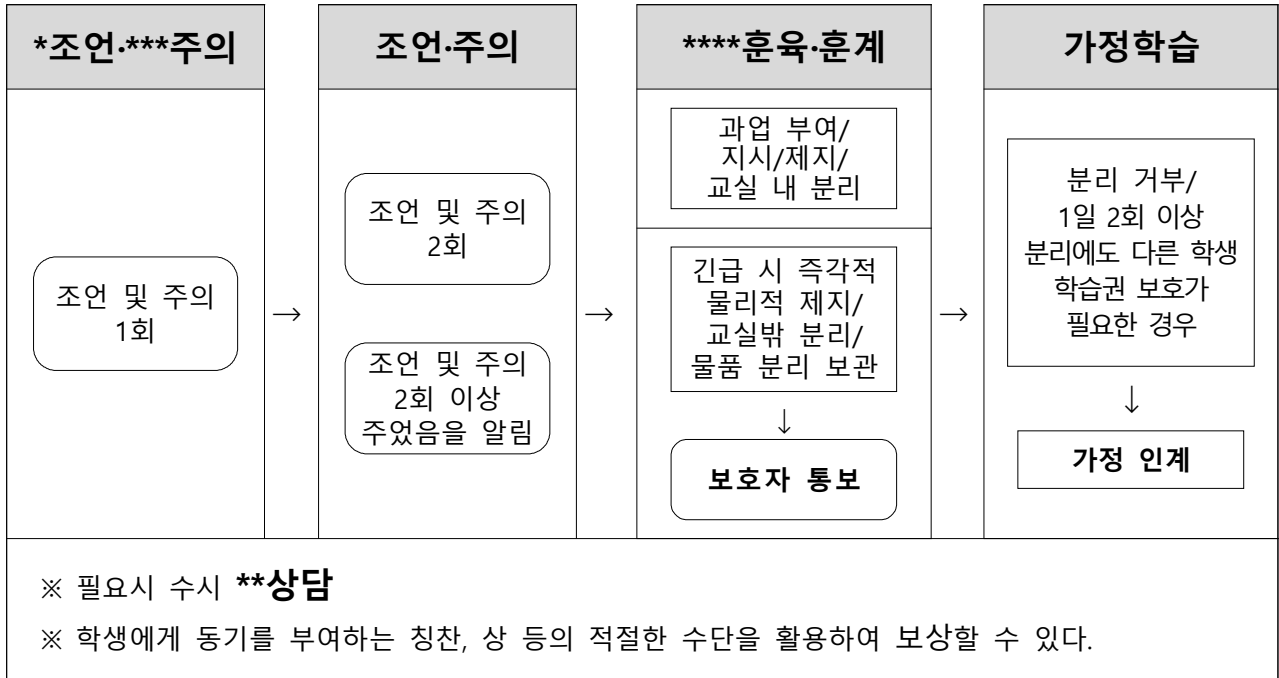 *조언·***주의
조언 및 주의
1회
→
조언·주의
조언 및 주의
2회
조언 및 주의
2회 이상
주었음을 알림
→
****훈육·훈계
과업 부여/
지시/제지/
교실 내 분리
긴급 시 즉각적
물리적 제지/
교실밖 분리/
물품 분리 보관
↓
보호자 통보
→
가정학습
분리 거부/
1일 2회 이상
분리에도 다른 학생
학습권 보호가
필요한 경우
↓
가정 인계
※ 필요시 수시 **상담
※ 학생에게 동기를 부여하는 칭찬, 상 등의 적절한 수단을 활용하여 보상할 수 있다.